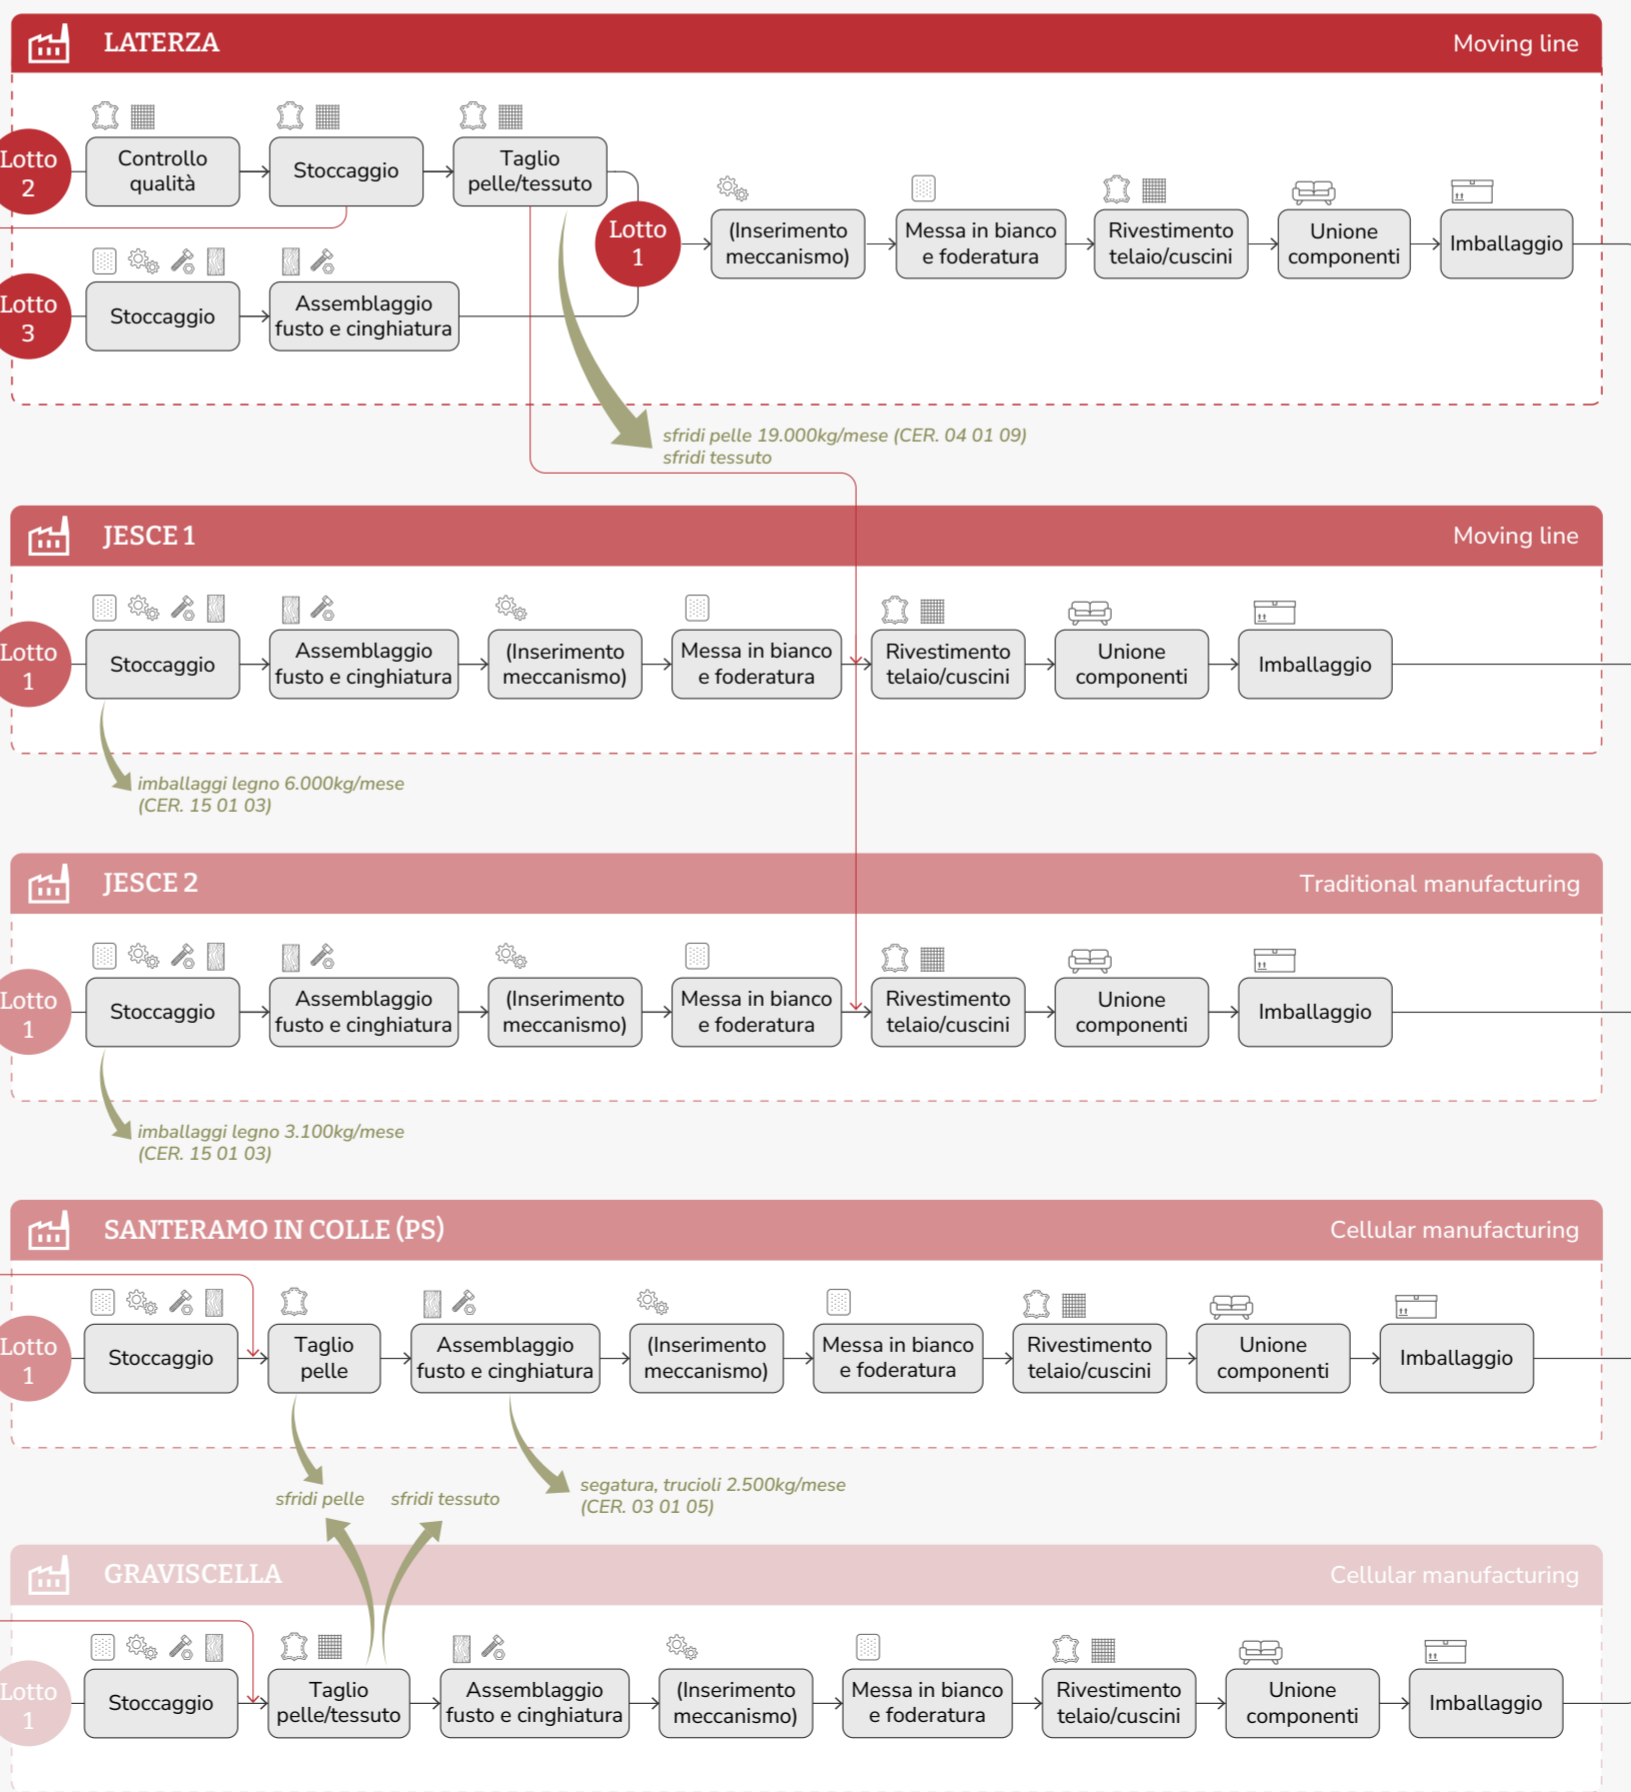 LATERZA
Moving line
Lotto
2
Controllo
qualità
Stoccaggio
Taglio
pelle/tessuto
Lotto
3
Stoccaggio
Assemblaggio
fusto e cinghiatura
Lotto
1
(Inserimento
meccanismo)
Messa in bianco
e foderatura
Rivestimento
telaio/cuscini
Unione
componenti
Imballaggio
sfridi pelle 19.000kg/mese (CER. 04 01 09)
sfridi tessuto
JESCE 1
Moving line
Lotto
1
Stoccaggio
Assemblaggio
fusto e cinghiatura
(Inserimento
meccanismo)
Messa in bianco
e foderatura
Rivestimento
telaio/cuscini
Unione
componenti
Imballaggio
imballaggi legno 6.000kg/mese
(CER. 15 01 03)
JESCE 2
Traditional manufacturing
Lotto
1
Stoccaggio
Assemblaggio
fusto e cinghiatura
(Inserimento
meccanismo)
Messa in bianco
e foderatura
Rivestimento
telaio/cuscini
Unione
componenti
Imballaggio
imballaggi legno 3.100kg/mese
(CER. 15 01 03)
SANTERAMO IN COLLE (PS)
Cellular manufacturing
Lotto
1
Stoccaggio
Taglio
pelle
Assemblaggio
fusto e cinghiatura
(Inserimento
meccanismo)
Messa in bianco
e foderatura
Rivestimento
telaio/cuscini
Unione
componenti
Imballaggio
sfridi pelle
sfridi tessuto
segatura, trucioli 2.500kg/mese
(CER. 03 01 05)
GRAVISCELLA
Cellular manufacturing
Lotto
1
Stoccaggio
Taglio
pelle/tessuto
Assemblaggio
fusto e cinghiatura
(Inserimento
meccanismo)
Messa in bianco
e foderatura
Rivestimento
telaio/cuscini
Unione
componenti
Imballaggio